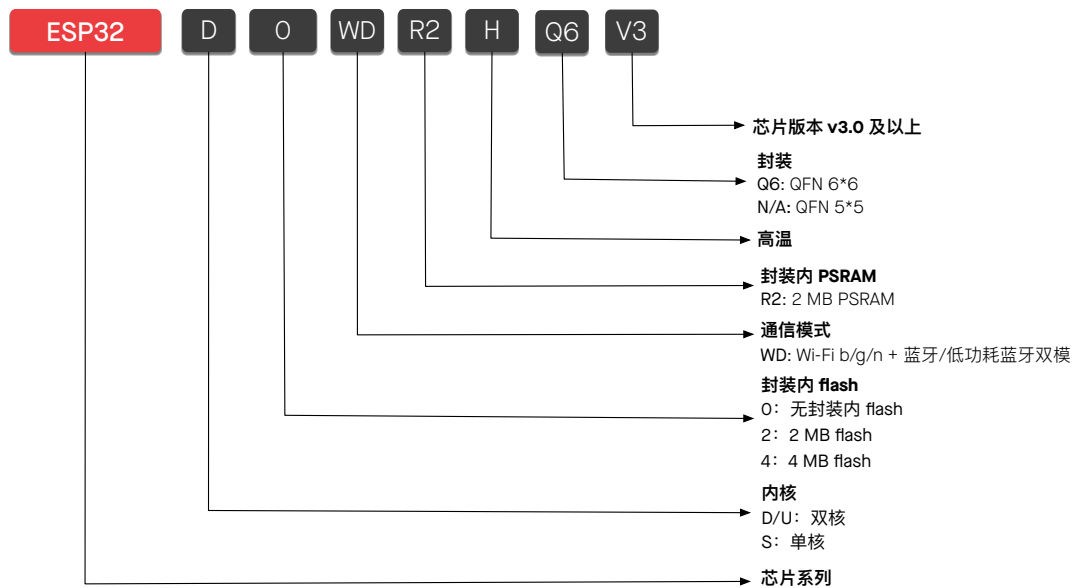 ESP32 D 0 WD R2 H Q6 V3
芯片版本 v3.0 及以上
封装
Q6: QFN 6*6
N/A: QFN 5*5
高温
封装内 PSRAM
R2: 2 MB PSRAM
通信模式
WD: Wi-Fi b/g/n + 蓝牙/低功耗蓝牙双模
封装内 flash
0：无封装内 flash
2：2 MB flash
4：4 MB flash
内核
D/U：双核
S：单核
芯片系列